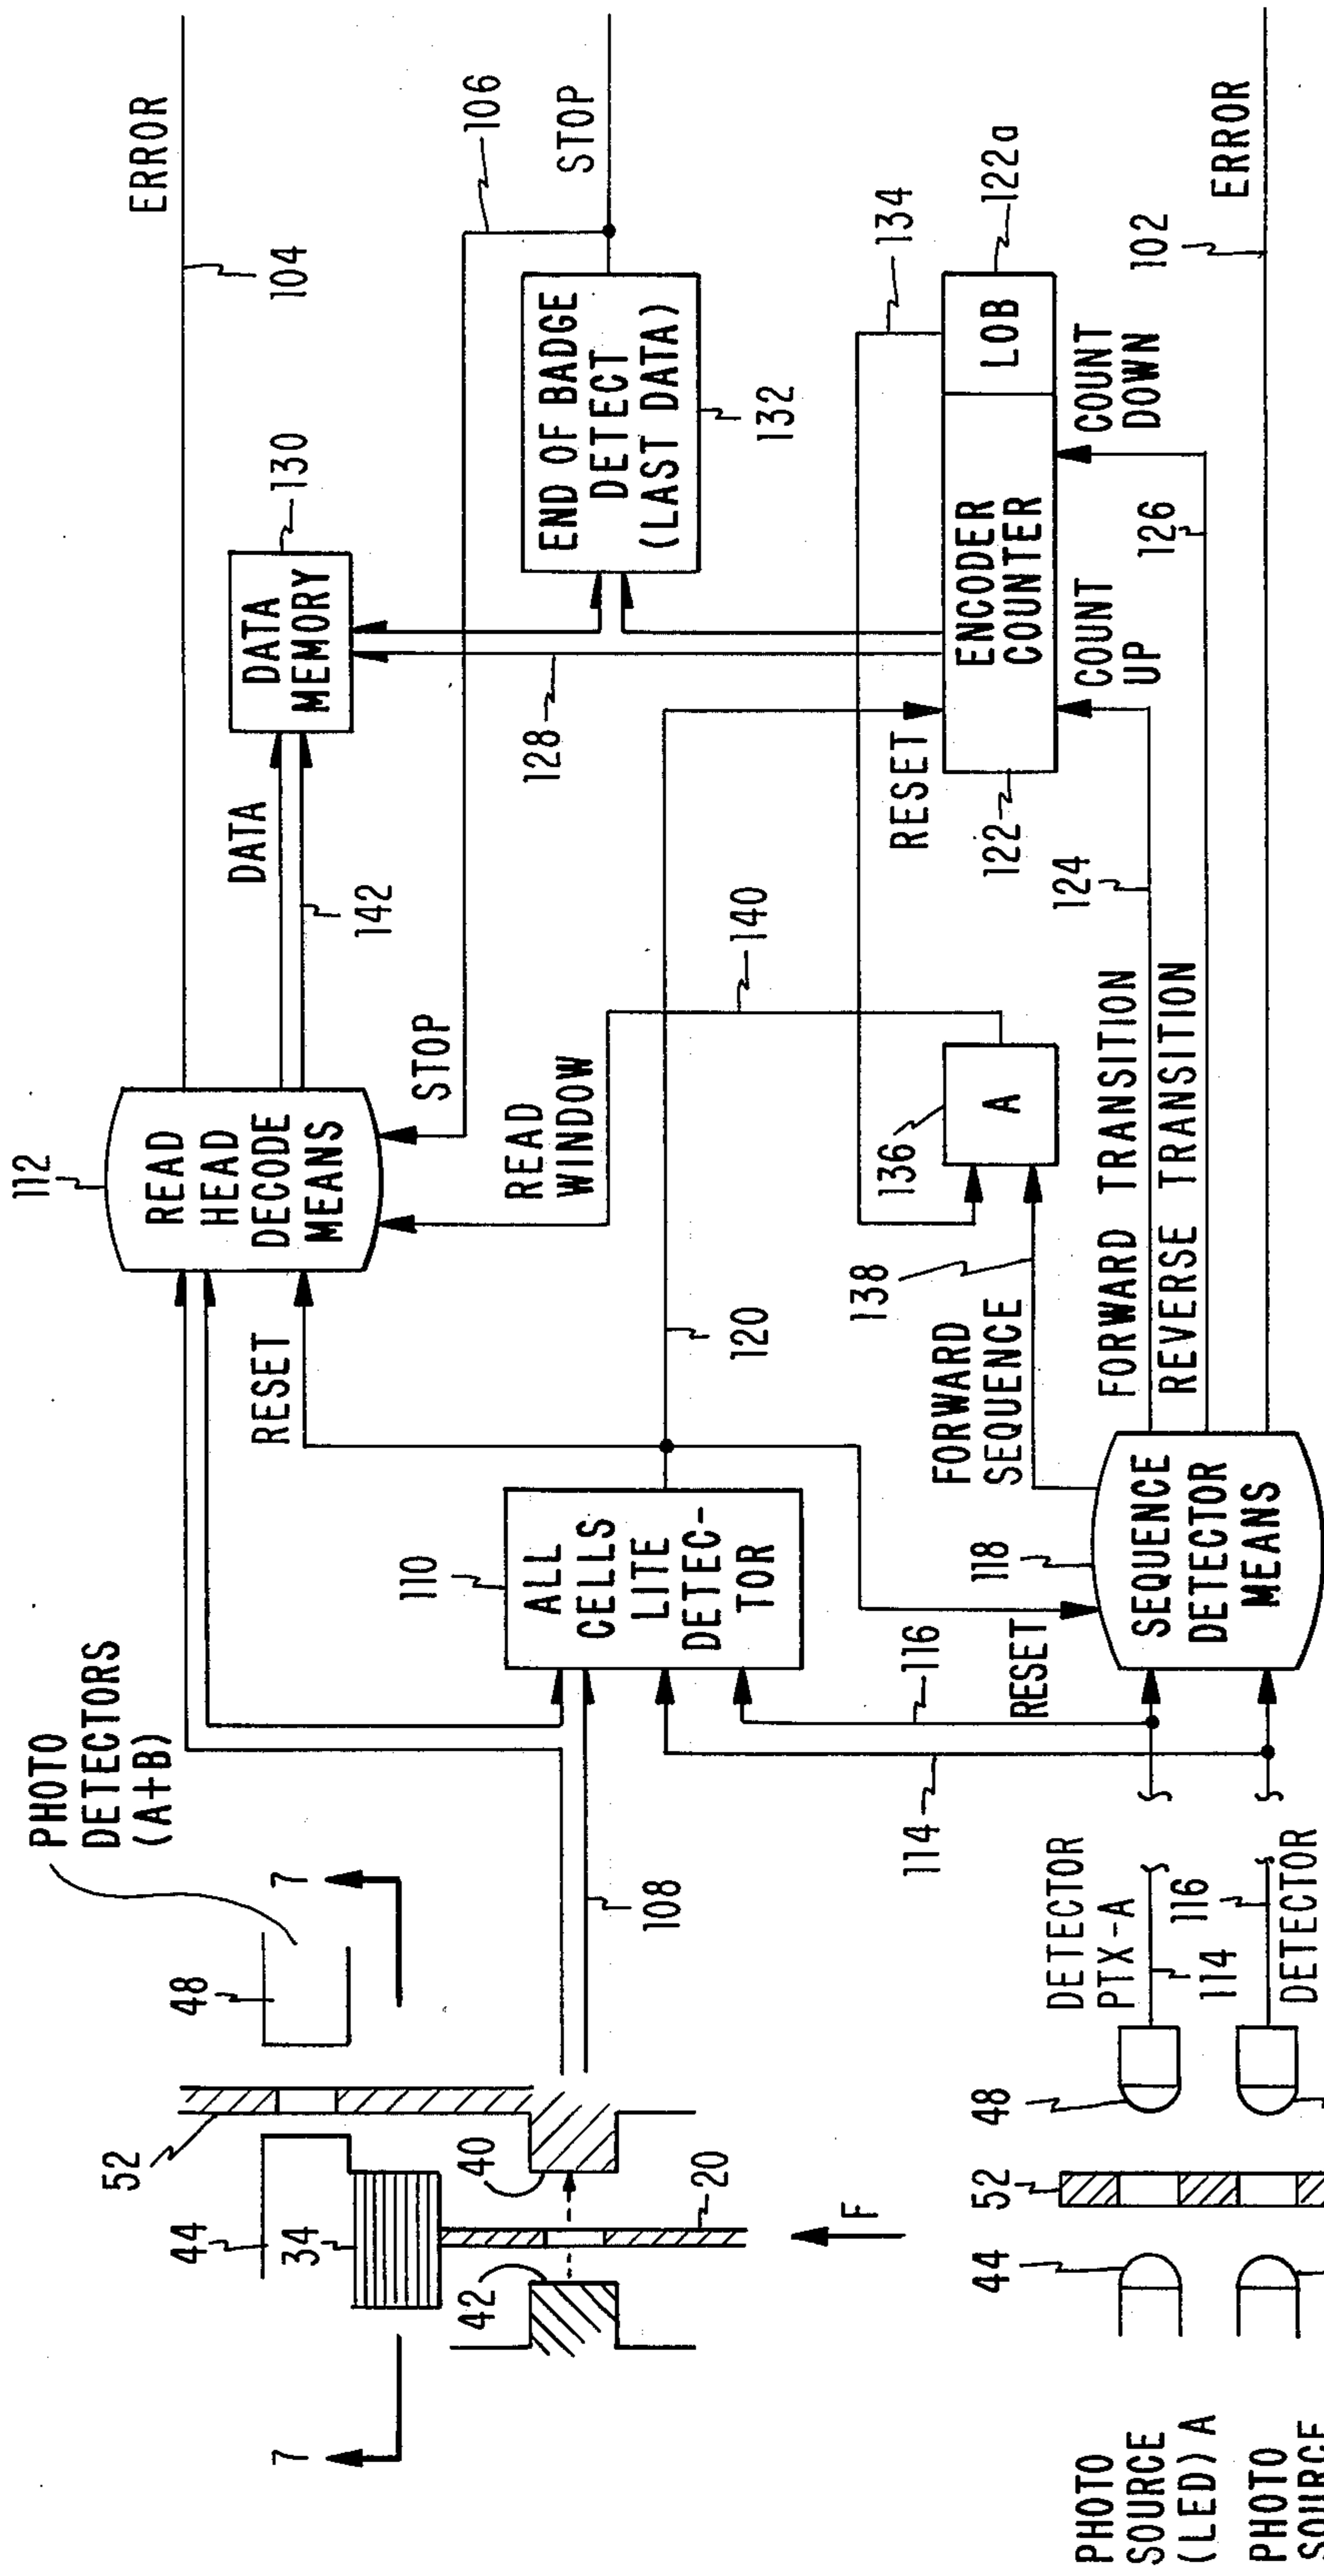 PHOTO
DETECTORS
(A+B)
112
ERROR
104
READ
HEAD
DECODE
MEANS
DATA
142
130
DATA
MEMORY
RESET
STOP
106
STOP
READ
WINDOW
7
7
48
52
44
34
40
42
20
F
108
110
ALL
CELLS
LITE
DETEC-
TOR
120
140
128
END OF BADGE
DETECT
(LAST DATA)
132
134
122a
RESET
122
ENCODER
COUNTER
LOB
COUNT
UP
COUNT
DOWN
136
A
138
FORWARD
SEQUENCE
116
114
RESET
118
SEQUENCE
DETECTOR
MEANS
FORWARD TRANSITION
124
REVERSE TRANSITION
126
102
ERROR
PHOTO
SOURCE
(LED) A
44
52
48
DETECTOR
PTX-A
114
116
PHOTO
SOURCE
DETECTOR